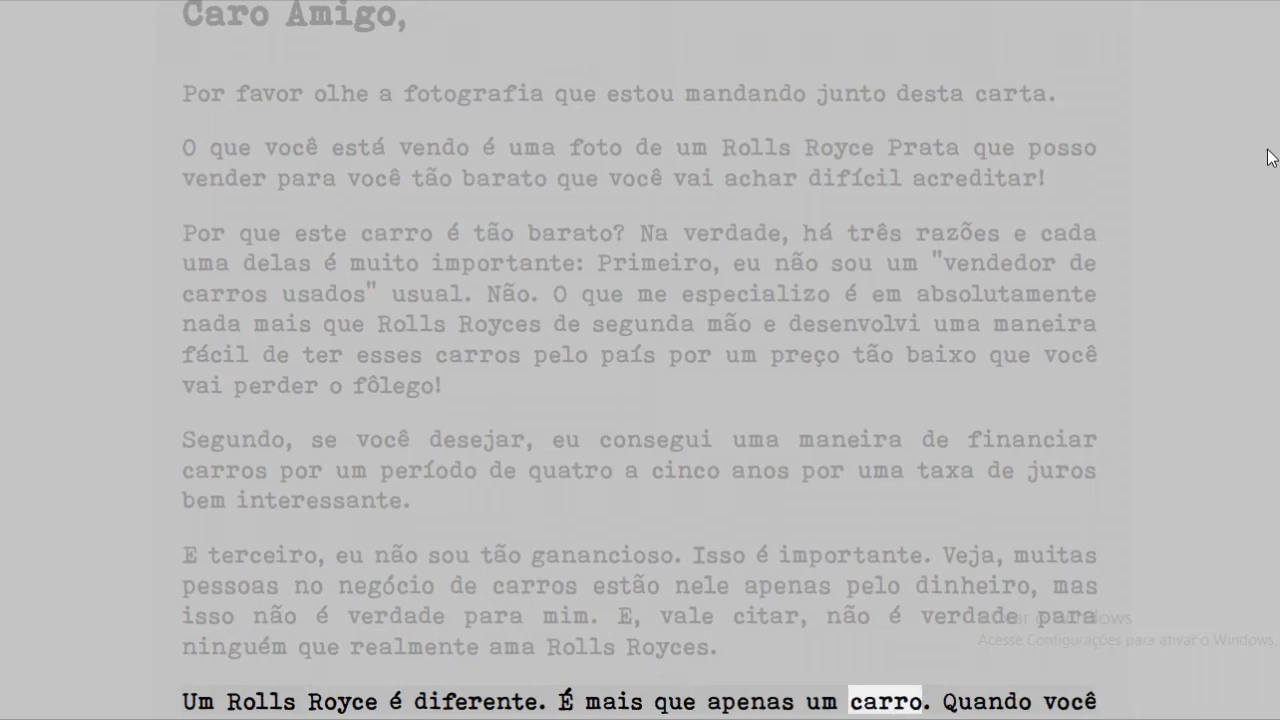 Caro Amigo,
Por favor olhe a fotografia que estou mandando junto desta carta.
O que você está vendo é uma foto de um Rolls Royce Prata que posso
vender para você tão barato que você vai achar difícil acreditar!
Por que este carro é tão barato? Na verdade, há três razões e cada
uma delas é muito importante: Primeiro, eu não sou um "vendedor de
carros usados" usual. Não. O que me especializo é em absolutamente
nada mais que Rolls Royces de segunda mão e desenvolvi uma maneira
fácil de ter esses carros pelo país por um preço tão baixo que você
vai perder o fôlego!
Segundo, se você desejar, eu consegui uma maneira de financiar
carros por um período de quatro a cinco anos por uma taxa de juros
bem interessante.
E terceiro, eu não sou tão ganancioso. Isso é importante. Veja, muitas
pessoas no negócio de carros estão nele apenas pelo dinheiro, mas
isso não é verdade para mim. E, vale citar, não é verdade para
ninguém que realmente ama Rolls Royces.
Acesse Configurações para ativar o Windows.
Um Rolls Royce é diferente. É mais que apenas um carro. Quando você